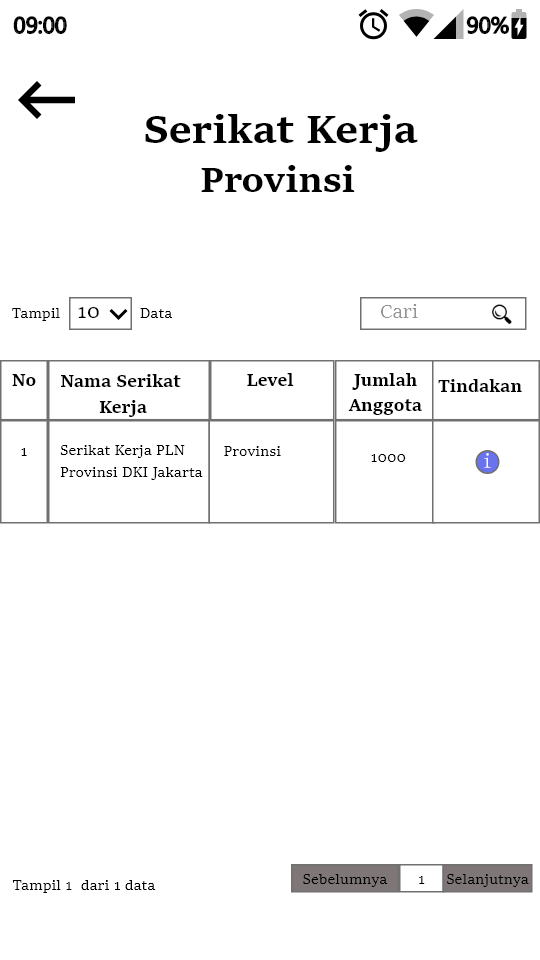 09:00 90%
Serikat Kerja
Provinsi
Tampil 10 Data Cari
No Nama Serikat Kerja Level Jumlah Anggota Tindakan
1 Serikat Kerja PLN Provinsi DKI Jakarta Provinsi 1000 i
Tampil 1 dari 1 data Sebelumnya 1 Selanjutnya